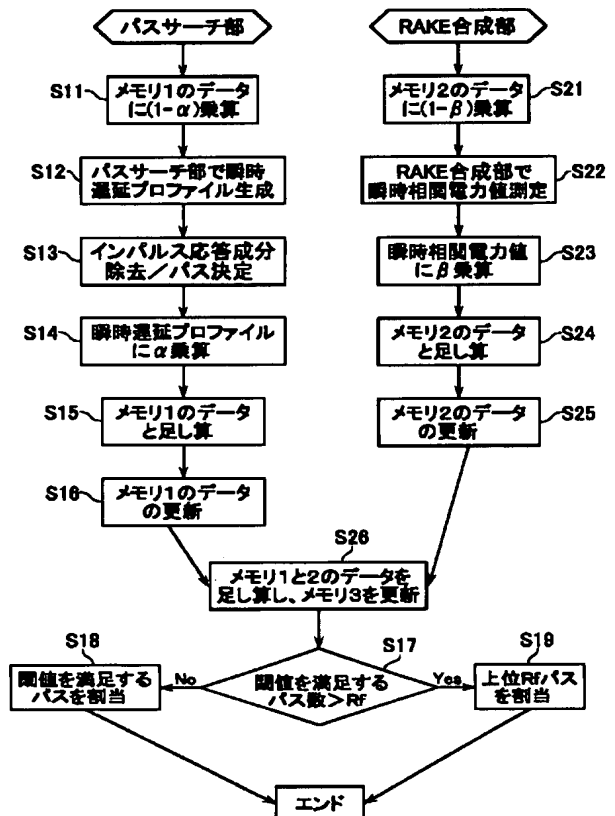 パスサーチ部
RAKE合成部
S11
メモリ1のデータ
に(1-α)乗算
S21
メモリ2のデータ
に(1-β)乗算
S12
パスサーチ部で瞬時
遅延プロファイル生成
S22
RAKE合成部で
瞬時相関電力値測定
S13
インパルス応答成分
除去／パス決定
S23
瞬時相関電力値
にβ乗算
S14
瞬時遅延プロファイル
にα乗算
S24
メモリ2のデータ
と足し算
S15
メモリ1のデータ
と足し算
S25
メモリ2のデータ
の更新
S16
メモリ1のデータ
の更新
S26
メモリ1と2のデータを
足し算し、メモリ3を更新
S18
閾値を満足する
パスを割当
No
S17
閾値を満足する
パス数＞Rf
Yes
S19
上位Rfパス
を割当
エンド